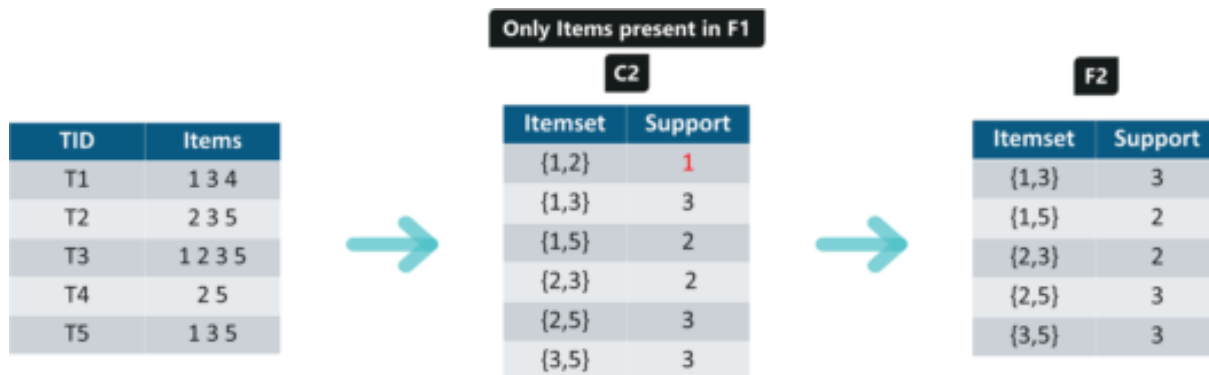 Only Items present in F1
C2
F2
TID Items
T1 1 3 4
T2 2 3 5
T3 1 2 3 5
T4 2 5
T5 1 3 5
Itemset Support
{1,2} 1
{1,3} 3
{1,5} 2
{2,3} 2
{2,5} 3
{3,5} 3
Itemset Support
{1,3} 3
{1,5} 2
{2,3} 2
{2,5} 3
{3,5} 3